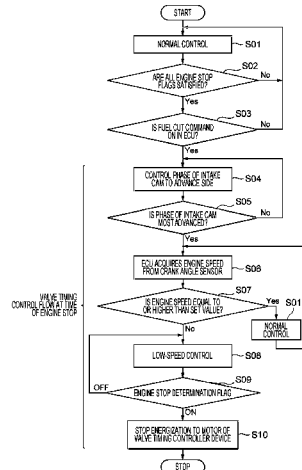 START
NORMAL CONTROL
S01
S02
ARE ALL ENGINE STOP
FLAGS SATISFIED?
No
Yes
S03
IS FUEL CUT COMMAND
ON IN ECU?
No
Yes
CONTROL PHASE OF INTAKE
CAM TO ADVANCE SIDE
S04
S05
IS PHASE OF INTAKE CAM
MOST ADVANCED?
No
Yes
ECU ACQUIRES ENGINE SPEED
FROM CRANK ANGLE SENSOR
S06
S07
IS ENGINE SPEED EQUAL TO
OR HIGHER THAN SET VALUE?
Yes
S01
NORMAL
CONTROL
No
VALVE TIMING
CONTROL FLOW AT TIME
OF ENGINE STOP
LOW-SPEED CONTROL
S08
S09
OFF
ENGINE STOP DETERMINATION FLAG
ON
STOP ENERGIZATION TO MOTOR OF
VALVE TIMING CONTROLLER DEVICE
S10
STOP